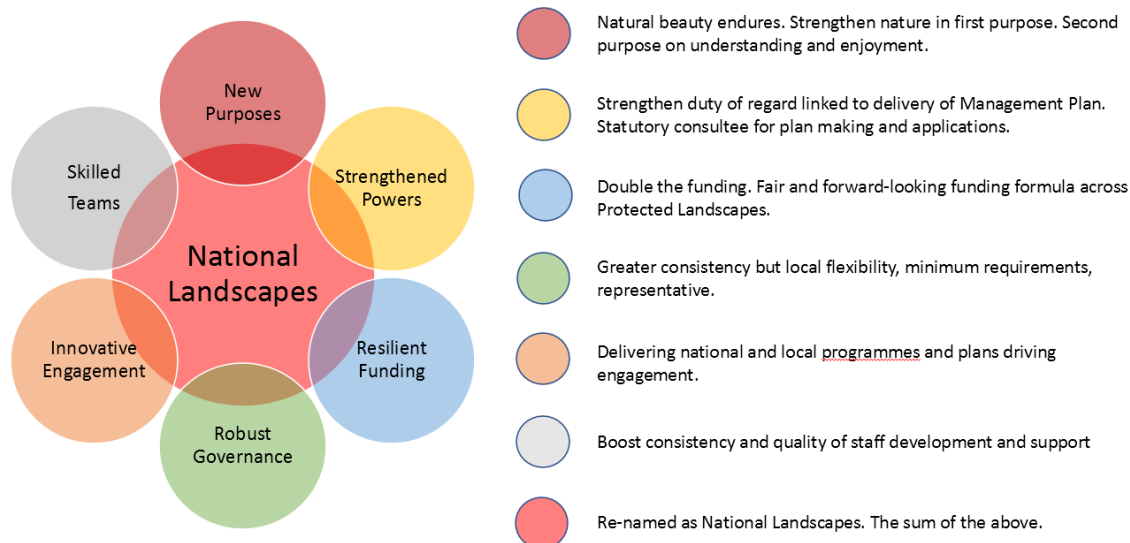 New
Purposes
Skilled
Teams
Strengthened
Powers
National
Landscapes
Innovative
Engagement
Resilient
Funding
Robust
Governance
Natural beauty endures. Strengthen nature in first purpose. Second
purpose on understanding and enjoyment.
Strengthen duty of regard linked to delivery of Management Plan.
Statutory consultee for plan making and applications.
Double the funding. Fair and forward-looking funding formula across
Protected Landscapes.
Greater consistency but local flexibility, minimum requirements,
representative.
Delivering national and local programmes and plans driving
engagement.
Boost consistency and quality of staff development and support
Re-named as National Landscapes. The sum of the above.